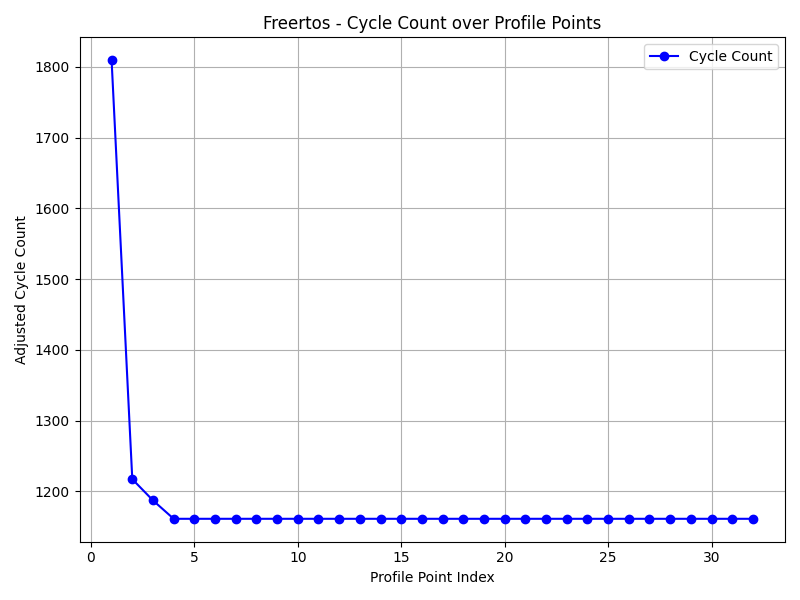 Freertos - Cycle Count over Profile Points
Cycle Count
1800
1700
1600
1500
1400
1300
1200
Adjusted Cycle Count
0 5 10 15 20 25 30
Profile Point Index